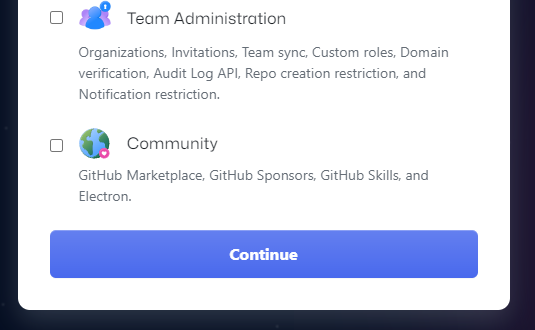 Team Administration
Organizations, Invitations, Team sync, Custom roles, Domain
verification, Audit Log API, Repo creation restriction, and
Notification restriction.
Community
GitHub Marketplace, GitHub Sponsors, GitHub Skills, and
Electron.
Continue